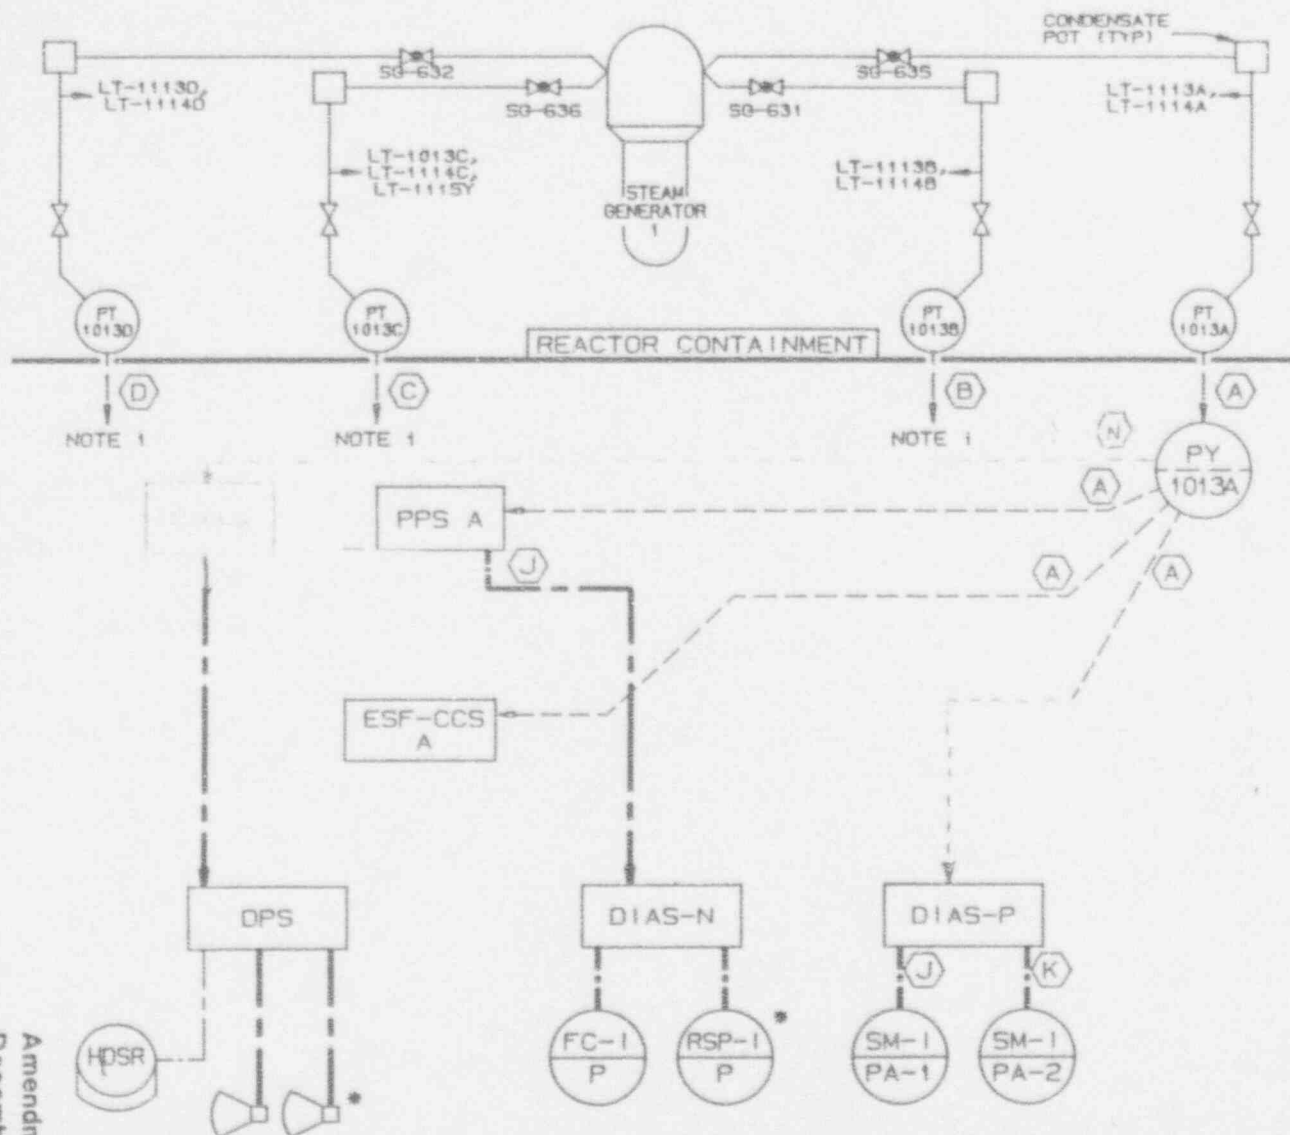 CONDENSATE
POT (TYP)
SG-632
SG-635
SG-636
SG-631
LT-1113D,
LT-1114D
LT-1113A,
LT-1114A
LT-1013C,
LT-1114C,
LT-1115Y
LT-1113B,
LT-1114B
STEAM
GENERATOR
1
PT
1013D
PT
1013C
PT
1013B
PT
1013A
REACTOR CONTAINMENT
D
C
B
A
NOTE 1
NOTE 1
NOTE 1
N
PY
1013A
A
PPS A
J
A
A
ESF-CCS
A
DPS
DIAS-N
DIAS-P
J
K
HDSR
FC-1
P
RSP-1
P
*
SM-1
PA-1
SM-1
PA-2
*